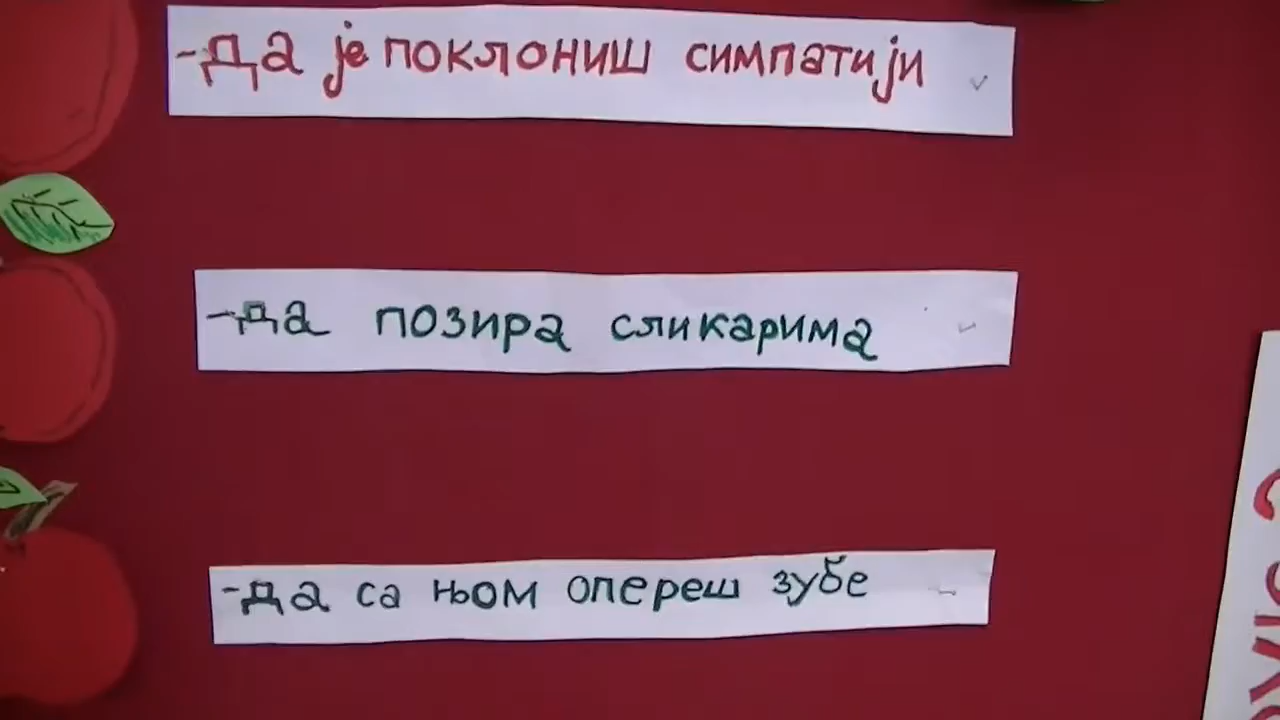 -да је поклониш симпатији
-да позира сликарима
-да са њом опереш зубе